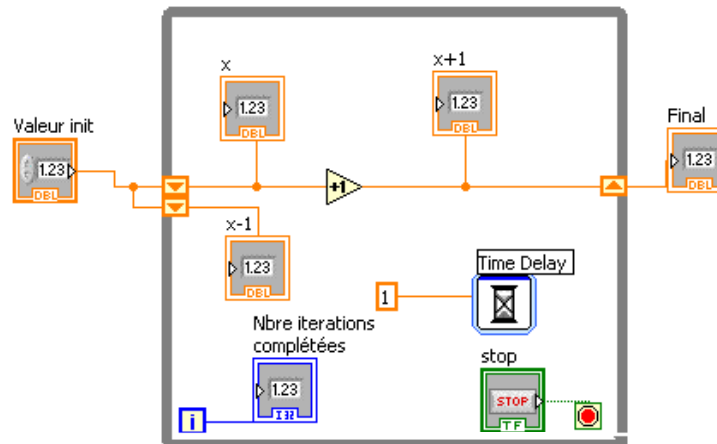 x
1.23
DBL
x+1
1.23
DBL
Valeur init
1.23
DBL
Final
1.23
DBL
+1
x-1
1.23
DBL
Time Delay
1
Nbre iterations
complétées
1.23
I32
i
stop
STOP
TF